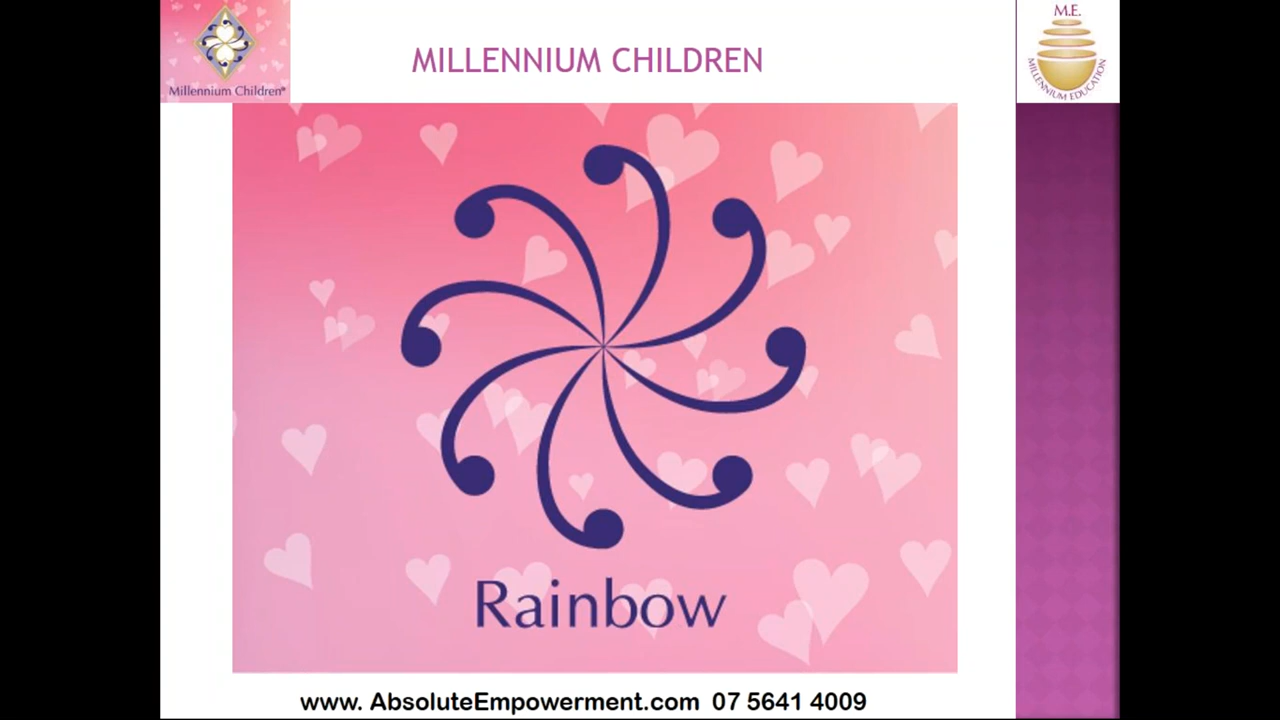 Millennium Children®
MILLENNIUM CHILDREN
M.E.
MILLENNIUM EDUCATION
Rainbow
www. AbsoluteEmpowerment.com 07 5641 4009